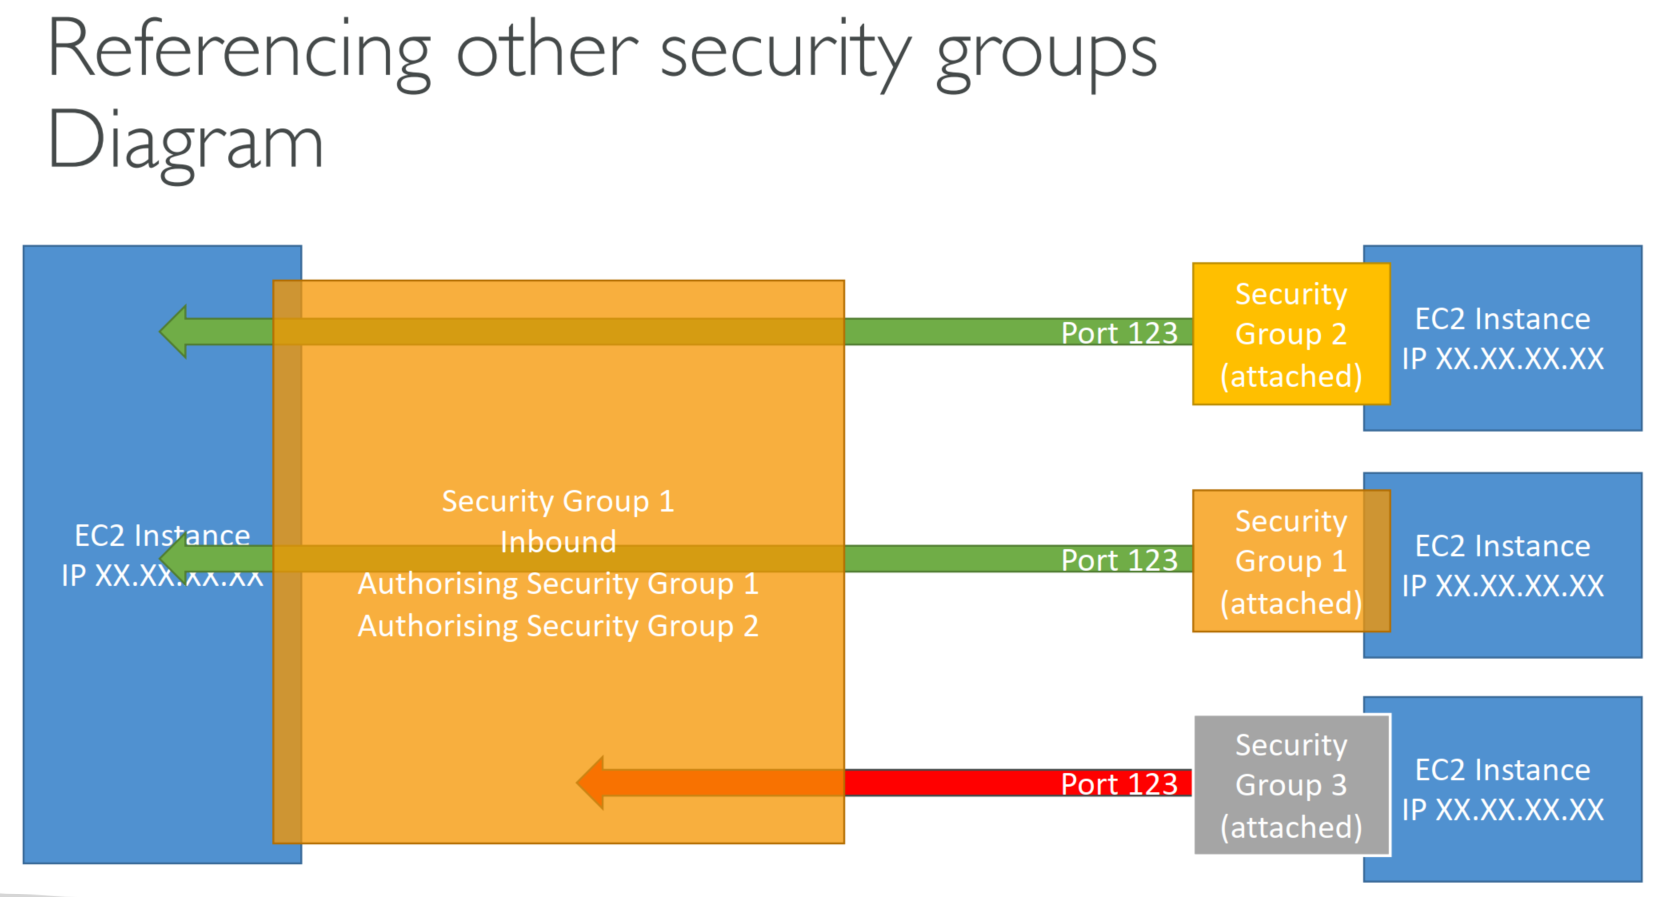 Referencing other security groups
Diagram
EC2 Instance
IP XX.XX.XX.XX
Security Group 1
Inbound
Authorising Security Group 1
Authorising Security Group 2
Port 123
Security
Group 2
(attached)
EC2 Instance
IP XX.XX.XX.XX
Port 123
Security
Group 1
(attached)
EC2 Instance
IP XX.XX.XX.XX
Port 123
Security
Group 3
(attached)
EC2 Instance
IP XX.XX.XX.XX